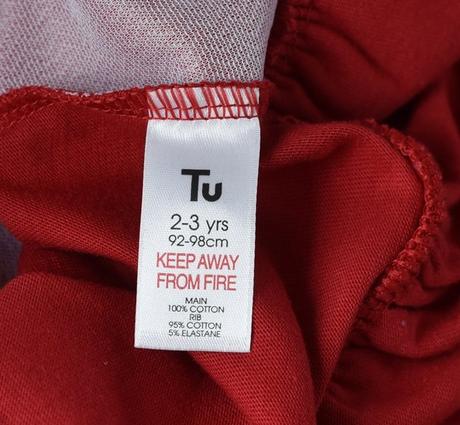 Tu
2-3 yrs
92-98cm
KEEP AWAY
FROM FIRE
MAIN
100% COTTON
RIB
95% COTTON
5% ELASTANE